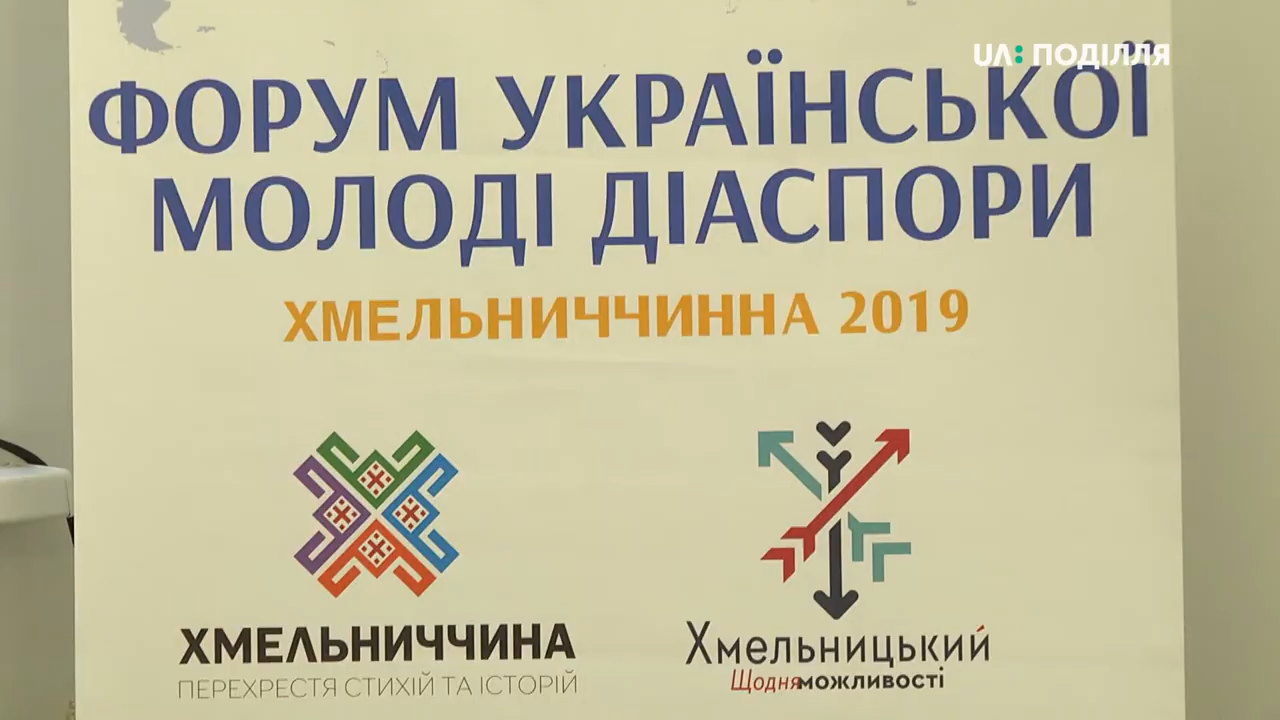 UA: ПОДІЛЛЯ
ФОРУМ УКРАЇНСЬКОЇ
МОЛОДІ ДІАСПОРИ
ХМЕЛЬНИЧЧИННА 2019
ХМЕЛЬНИЧЧИНА
ПЕРЕХРЕСТЯ СТИХІЙ ТА ІСТОРІЙ
Хмельницький
Щодня можливості